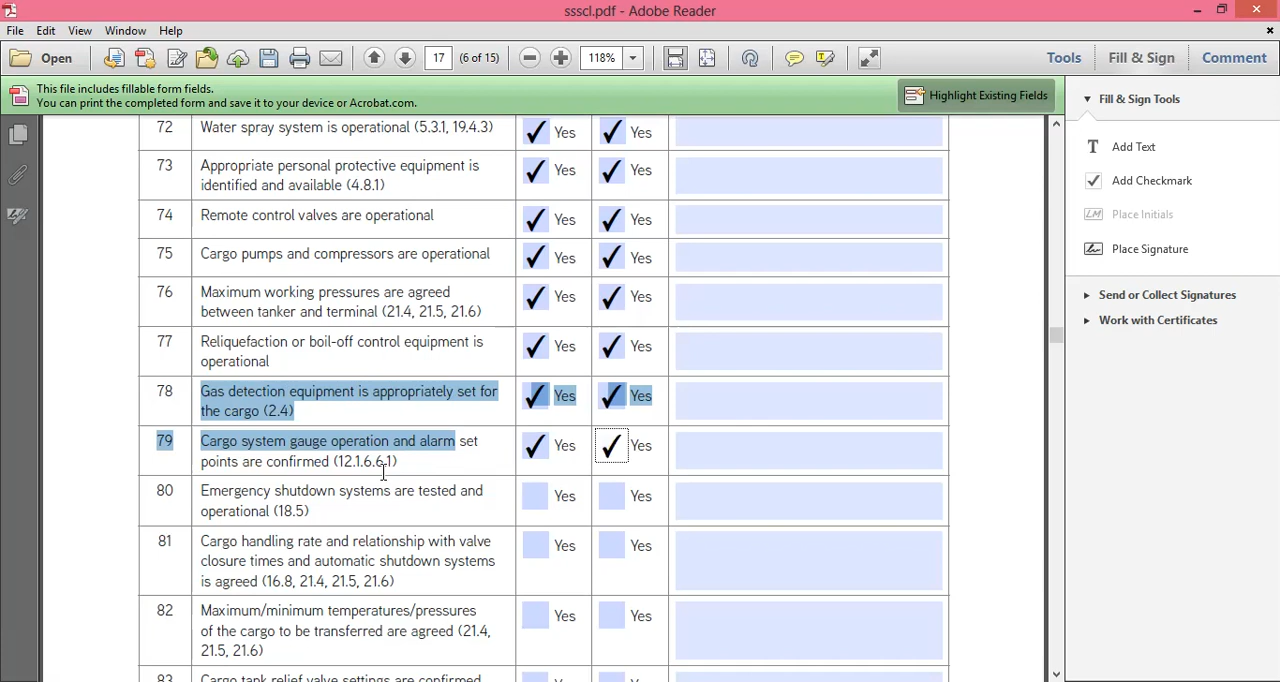 ssscl.pdf - Adobe Reader
File Edit View Window Help
Open 17 (6 of 15) 118% Tools Fill & Sign Comment
This file includes fillable form fields.
You can print the completed form and save it to your device or Acrobat.com.
Highlight Existing Fields
Fill & Sign Tools
T Add Text
Add Checkmark
LM Place Initials
Place Signature
Send or Collect Signatures
Work with Certificates
72 Water spray system is operational (5.3.1, 19.4.3) Yes Yes
73 Appropriate personal protective equipment is
identified and available (4.8.1) Yes Yes
74 Remote control valves are operational Yes Yes
75 Cargo pumps and compressors are operational Yes Yes
76 Maximum working pressures are agreed
between tanker and terminal (21.4, 21.5, 21.6) Yes Yes
77 Reliquefaction or boil-off control equipment is
operational Yes Yes
78 Gas detection equipment is appropriately set for
the cargo (2.4) Yes Yes
79 Cargo system gauge operation and alarm set
points are confirmed (12.1.6.6.1) Yes Yes
80 Emergency shutdown systems are tested and
operational (18.5) Yes Yes
81 Cargo handling rate and relationship with valve
closure times and automatic shutdown systems
is agreed (16.8, 21.4, 21.5, 21.6) Yes Yes
82 Maximum/minimum temperatures/pressures
of the cargo to be transferred are agreed (21.4,
21.5, 21.6) Yes Yes
83 Cargo tank relief valve settings are confirmed